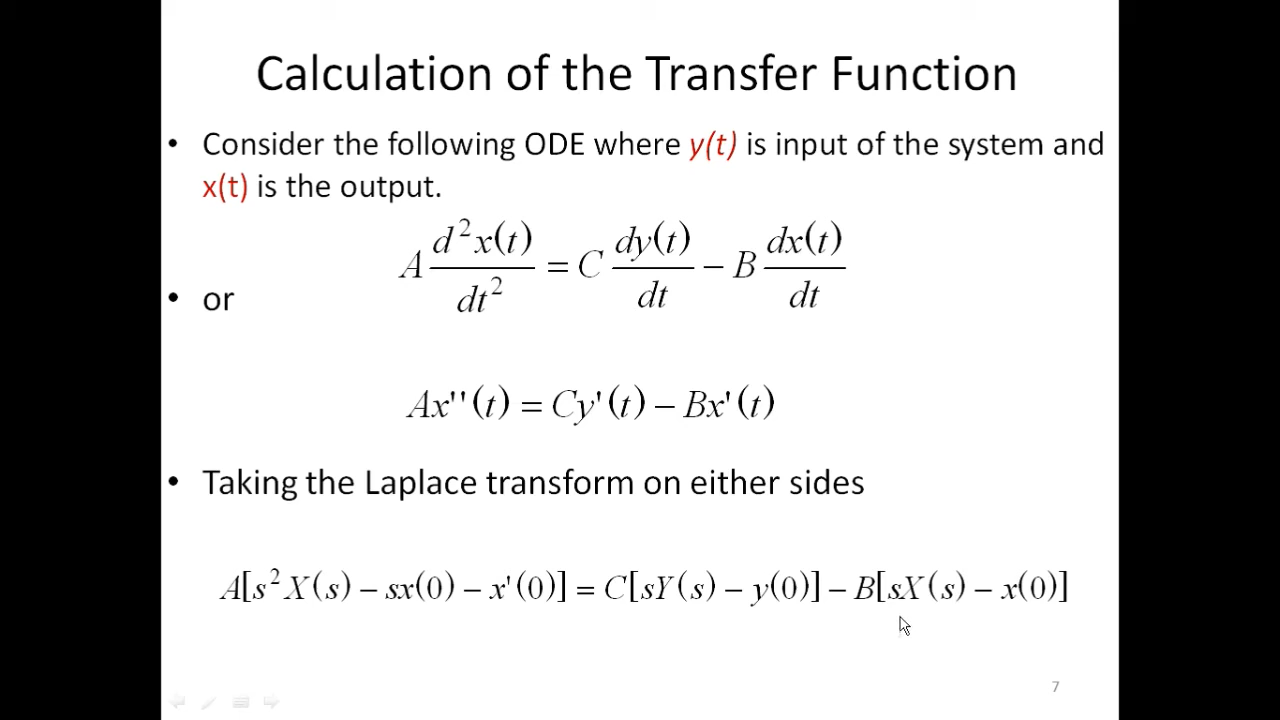 Calculation of the Transfer Function
• Consider the following ODE where y(t) is input of the system and
x(t) is the output.
A d²x(t)/dt² = C dy(t)/dt − B dx(t)/dt
• or
Ax''(t) = Cy'(t) − Bx'(t)
• Taking the Laplace transform on either sides
A[s²X(s) − sx(0) − x'(0)] = C[sY(s) − y(0)] − B[sX(s) − x(0)]
7